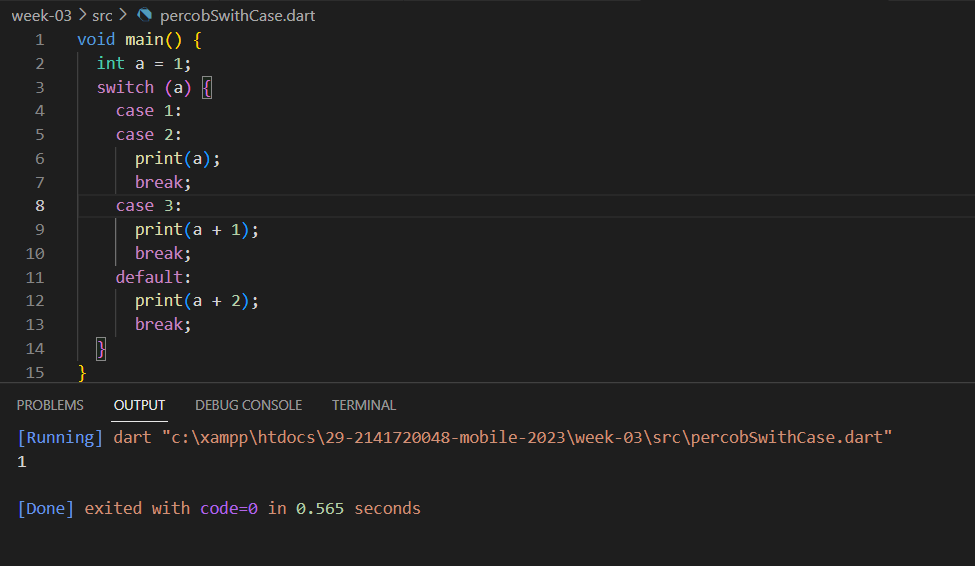 week-03 > src > percobSwithCase.dart
1 void main() {
2 int a = 1;
3 switch (a) {
4 case 1:
5 case 2:
6 print(a);
7 break;
8 case 3:
9 print(a + 1);
10 break;
11 default:
12 print(a + 2);
13 break;
14 }
15 }
PROBLEMS OUTPUT DEBUG CONSOLE TERMINAL
[Running] dart "c:\xampp\htdocs\29-2141720048-mobile-2023\week-03\src\percobSwithCase.dart"
1
[Done] exited with code=0 in 0.565 seconds